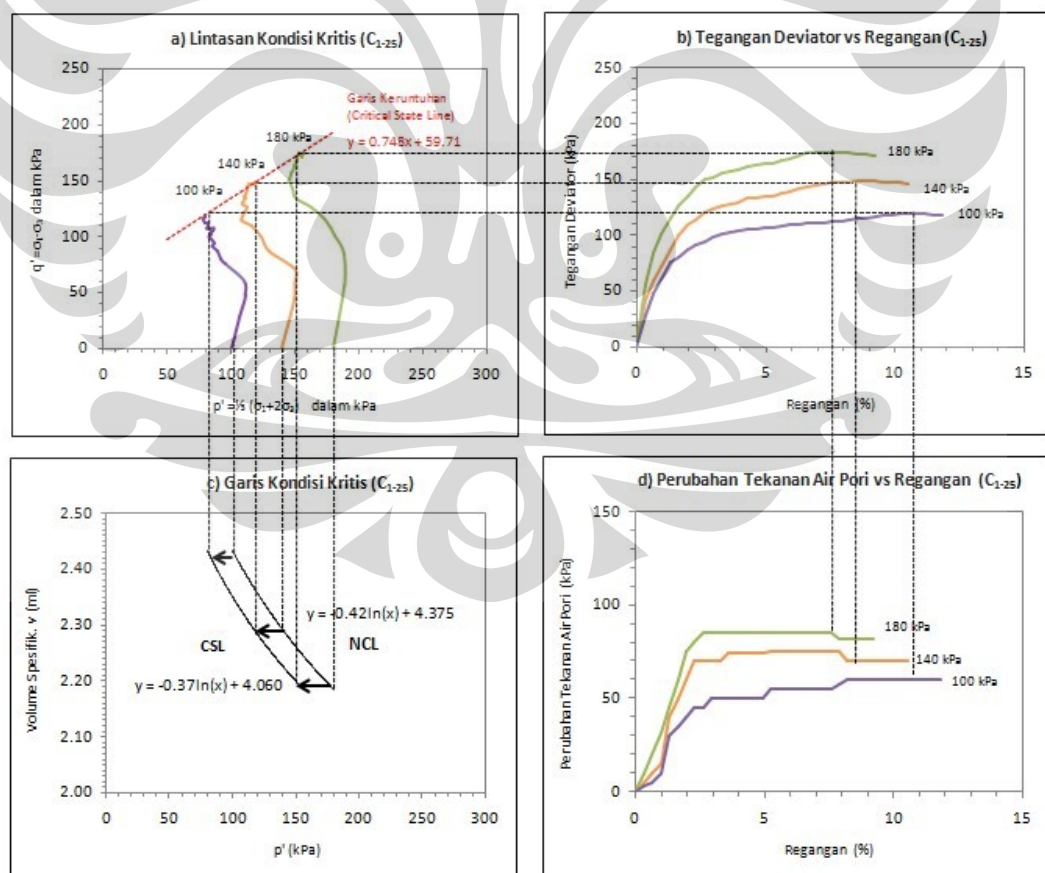 a) Lintasan Kondisi Kritis (C1-25)
250
200
150
100
50
0
q' =σ1-σ3 dalam kPa
Garis Keruntuhan
(Critical State Line)
y = 0.748x + 59.71
180 kPa
140 kPa
100 kPa
0 50 100 150 200 250 300
p' =⅓ (σ1+2σ3) dalam kPa
b) Tegangan Deviator vs Regangan (C1-25)
250
200
150
100
50
0
Tegangan Deviator (kPa)
180 kPa
140 kPa
100 kPa
0 5 10 15
Regangan (%)
c) Garis Kondisi Kritis (C1-25)
2.50
2.40
2.30
2.20
2.10
2.00
Volume Spesifik. v (ml)
y = -0.42ln(x) + 4.375
CSL
NCL
y = -0.37ln(x) + 4.060
0 50 100 150 200 250 300
p' (kPa)
d) Perubahan Tekanan Air Pori vs Regangan (C1-25)
150
100
50
0
Perubahan Tekanan Air Pori (kPa)
180 kPa
140 kPa
100 kPa
0 5 10 15
Regangan (%)